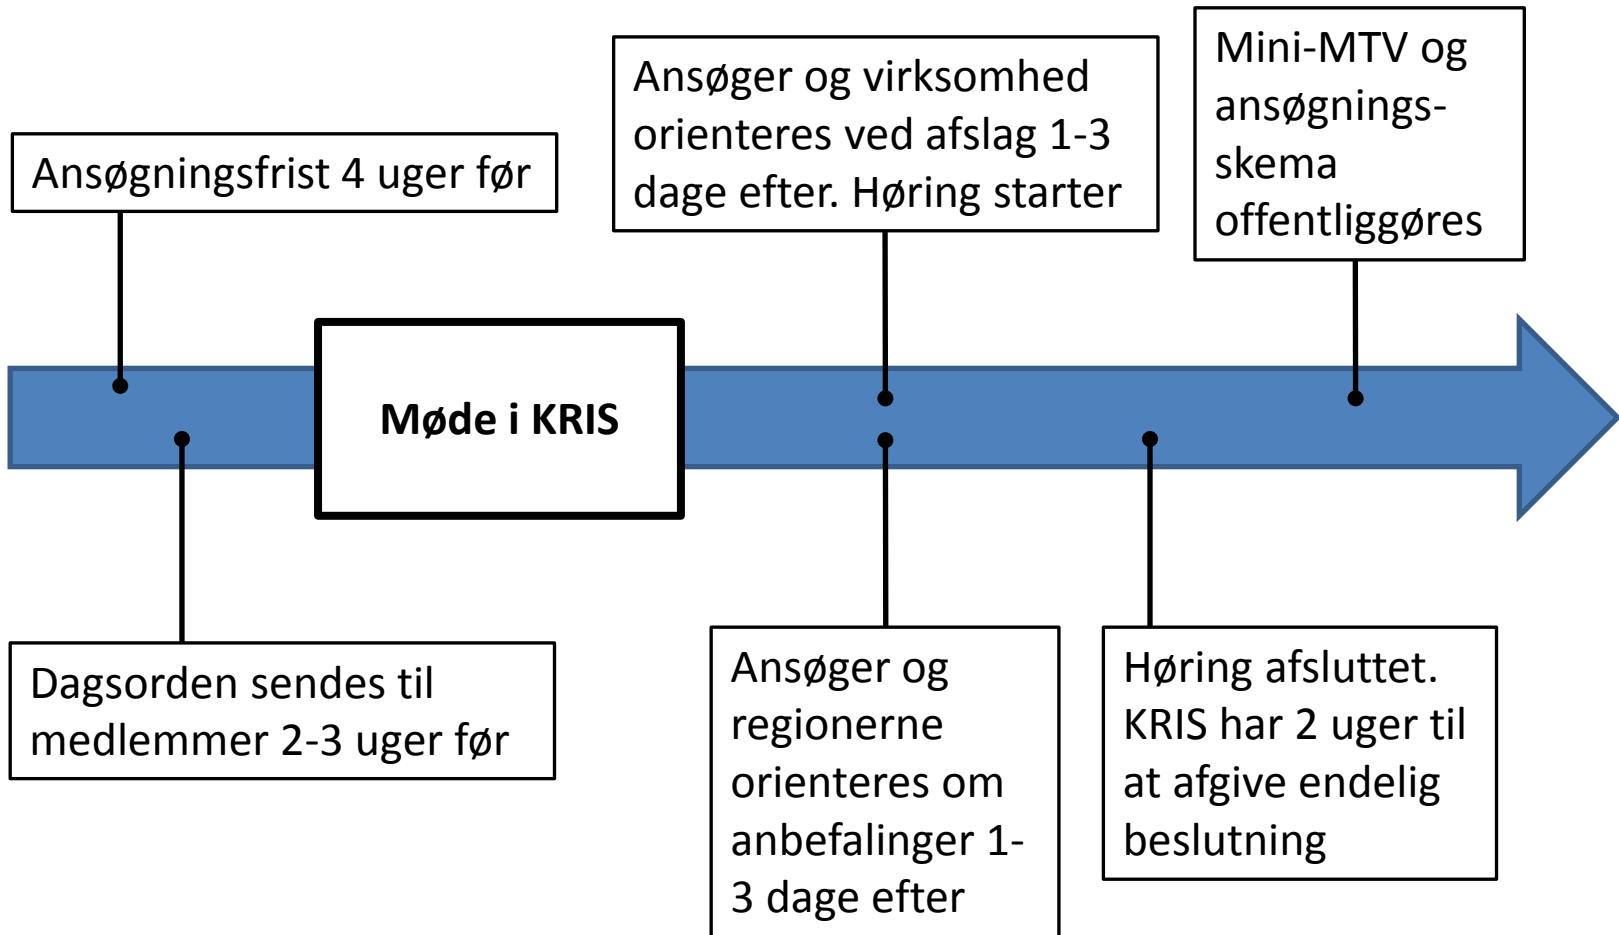 Ansøgningsfrist 4 uger før
Dagsorden sendes til
medlemmer 2-3 uger før
Møde i KRIS
Ansøger og virksomhed
orienteres ved afslag 1-3
dage efter. Høring starter
Ansøger og
regionerne
orienteres om
anbefalinger 1-
3 dage efter
Høring afsluttet.
KRIS har 2 uger til
at afgive endelig
beslutning
Mini-MTV og
ansøgnings-
skema
offentliggøres